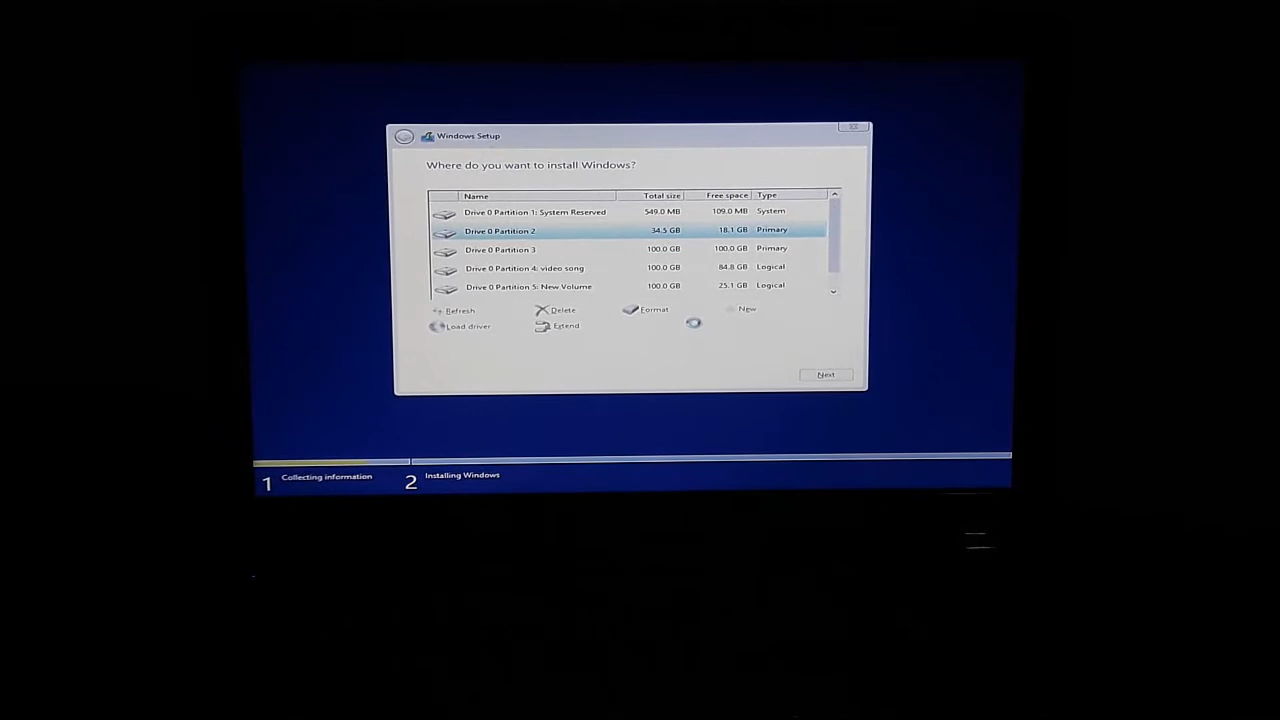 Windows Setup
Where do you want to install Windows?
Name Total size Free space Type
Drive 0 Partition 1: System Reserved 549.0 MB 109.0 MB System
Drive 0 Partition 2 34.5 GB 18.1 GB Primary
Drive 0 Partition 3 100.0 GB 100.0 GB Primary
Drive 0 Partition 4: video song 100.0 GB 84.8 GB Logical
Drive 0 Partition 5: New Volume 100.0 GB 25.1 GB Logical
Refresh Delete Format New
Load driver Extend
Next
1 Collecting information 2 Installing Windows